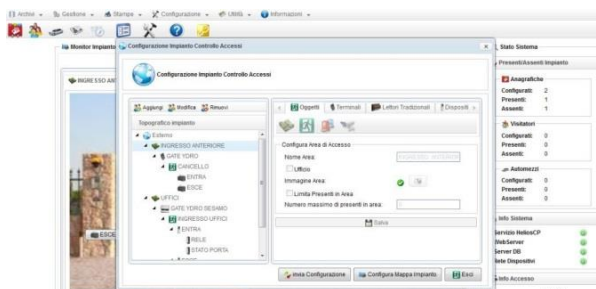 Archivi Gestione Stampe Configurazione Utilità Informazioni
Monitor Impianto
Configurazione Impianto Controllo Accessi
Stato Sistema
Configurazione Impianto Controllo Accessi
Presenti/Assenti Impianto
INGRESSO AN
Anagrafiche
Configurati: 2
Presenti: 1
Assenti: 1
Visitatori
Configurati: 0
Presenti: 0
Assenti: 0
Automezzi
Configurati: 0
Presenti: 0
Assenti: 0
Info Sistema
Servizio HeliosCP
WebServer
Server DB
Rete Dispositivi
Info Accesso
Aggiungi Modifica Rimuovi
Topografico impianto
Esterno
INGRESSO ANTERIORE
GATE YDRO
CANCELLO
ENTRA
ESCE
UFFICI
GATE YDRO SESAMO
INGRESSO UFFICI
ENTRA
RELE
STATO PORTA
Oggetti Terminali Lettori Tradizionali Dispositi
Configura Area di Accesso
Nome Area: INGRESSO ANTERIORE
Ufficio
Immagine Area:
Limita Presenti in Area
Numero massimo di presenti in area:
Salva
Invia Configurazione Configura Mappa Impianto Esci
ESCE